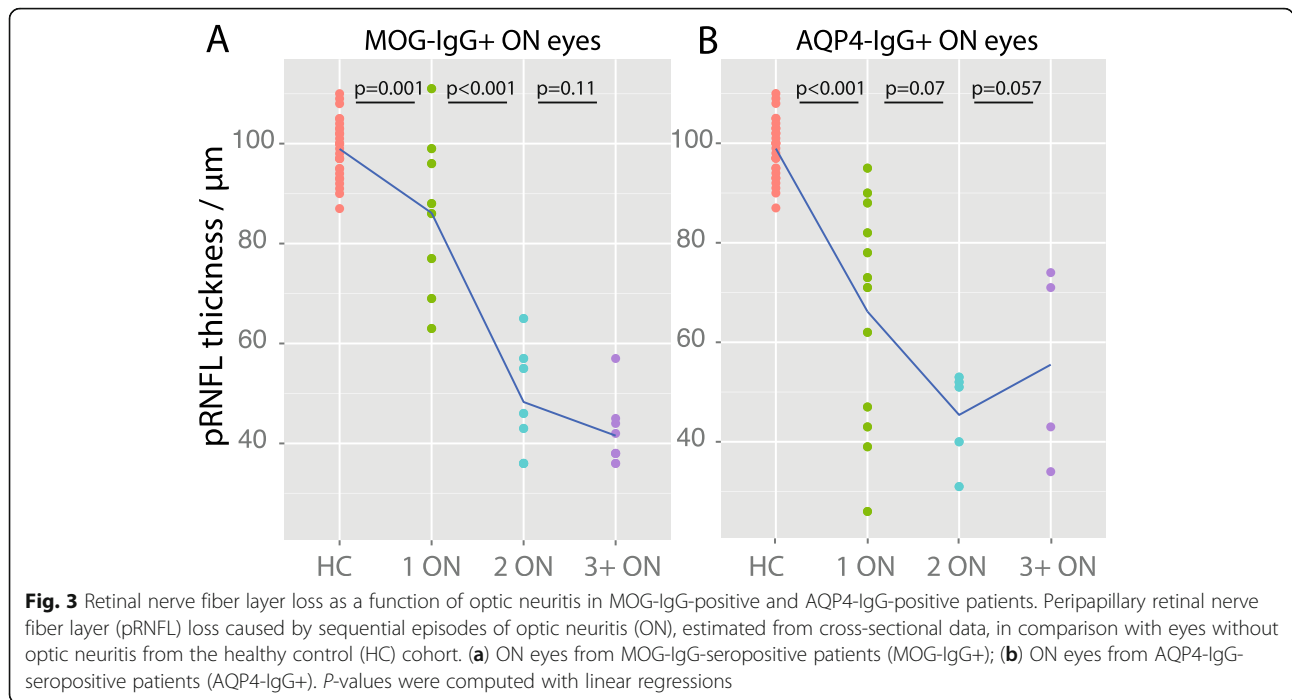 A
MOG-IgG+ ON eyes
B
AQP4-IgG+ ON eyes
p=0.001
p<0.001
p=0.11
p<0.001
p=0.07
p=0.057
pRNFL thickness / μm
100
80
60
40
100
80
60
40
HC
1 ON
2 ON
3+ ON
HC
1 ON
2 ON
3+ ON
Fig. 3 Retinal nerve fiber layer loss as a function of optic neuritis in MOG-IgG-positive and AQP4-IgG-positive patients. Peripapillary retinal nerve
fiber layer (pRNFL) loss caused by sequential episodes of optic neuritis (ON), estimated from cross-sectional data, in comparison with eyes without
optic neuritis from the healthy control (HC) cohort. (a) ON eyes from MOG-IgG-seropositive patients (MOG-IgG+); (b) ON eyes from AQP4-IgG-
seropositive patients (AQP4-IgG+). P-values were computed with linear regressions